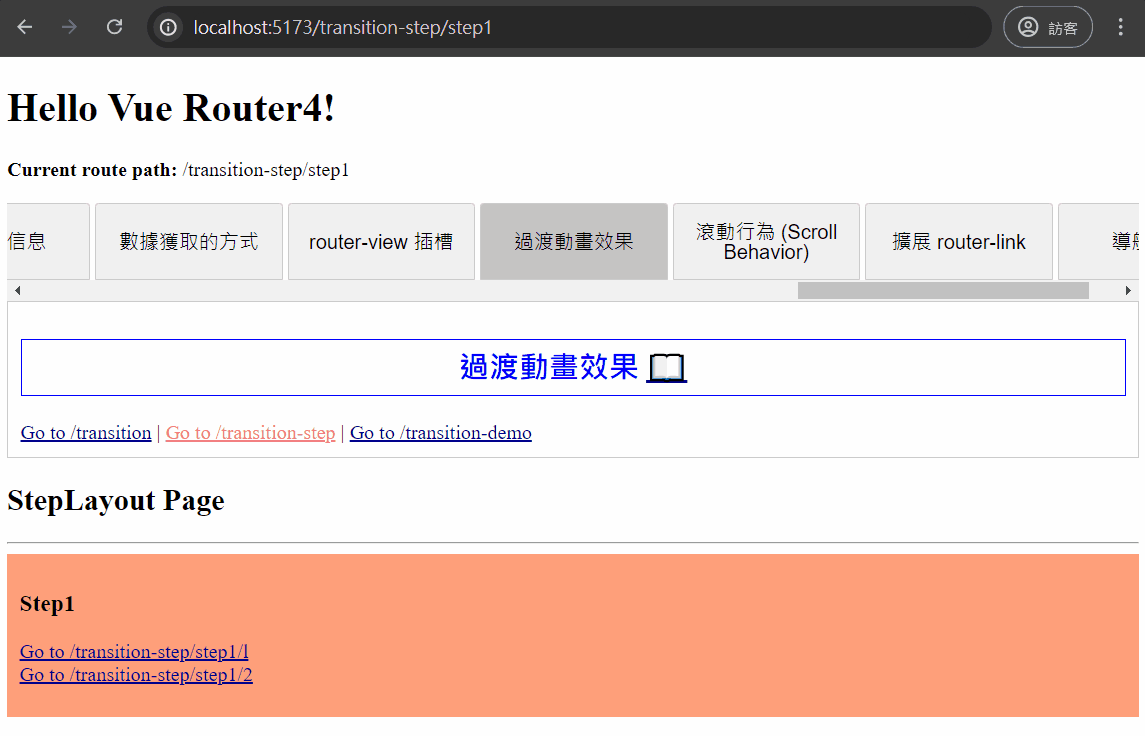 localhost:5173/transition-step/step1
訪客
Hello Vue Router4!
Current route path: /transition-step/step1
信息
數據獲取的方式
router-view 插槽
過渡動畫效果
滾動行為 (Scroll
Behavior)
擴展 router-link
導
過渡動畫效果
Go to /transition | Go to /transition-step | Go to /transition-demo
StepLayout Page
Step1
Go to /transition-step/step1/1
Go to /transition-step/step1/2